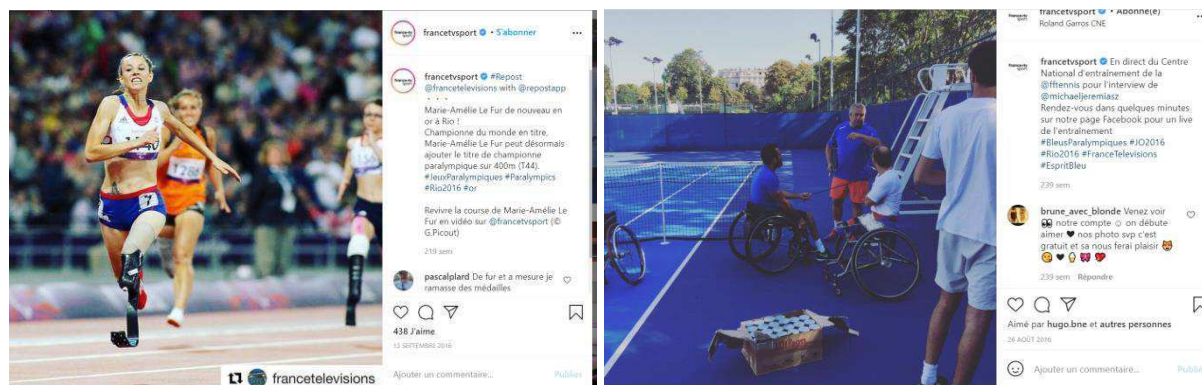 francetvsport • S'abonner
francetvsport #Repost
@francetelevisions with @repostapp
・・・
Marie-Amélie Le Fur de nouveau en
or à Rio !
Championne du monde en titre,
Marie-Amélie Le Fur peut désormais
ajouter le titre de championne
paralympique sur 400m (T44).
#JeuxParalympiques #Paralympics
#Rio2016 #or
Revivre la course de Marie-Amélie Le
Fur en vidéo sur @francetvsport (©
G.Picout)
219 sem
pascalplard De fur et a mesure je
ramasse des médailles
438 J'aime
13 SEPTEMBRE 2016
Ajouter un commentaire...
Publier
francetelevisions
francetvsport • Abonné(e)
Roland Garros CNE
francetvsport En direct du Centre
National d'entraînement de la
@fftennis pour l'interview de
@michaeljeremiasz
Rendez-vous dans quelques minutes
sur notre page Facebook pour un live
de l'entraînement
#BleusParalympiques #JO2016
#Rio2016 #FranceTelevisions
#EspritBleu
239 sem
brune_avec_blonde Venez voir
👀 notre compte ☺ on débute
aimer ♥ nos photo svp c'est
gratuit et sa nous ferai plaisir
239 sem Répondre
Aimé par hugo.bne et autres personnes
26 AOÛT 2016
Ajouter un commentaire...